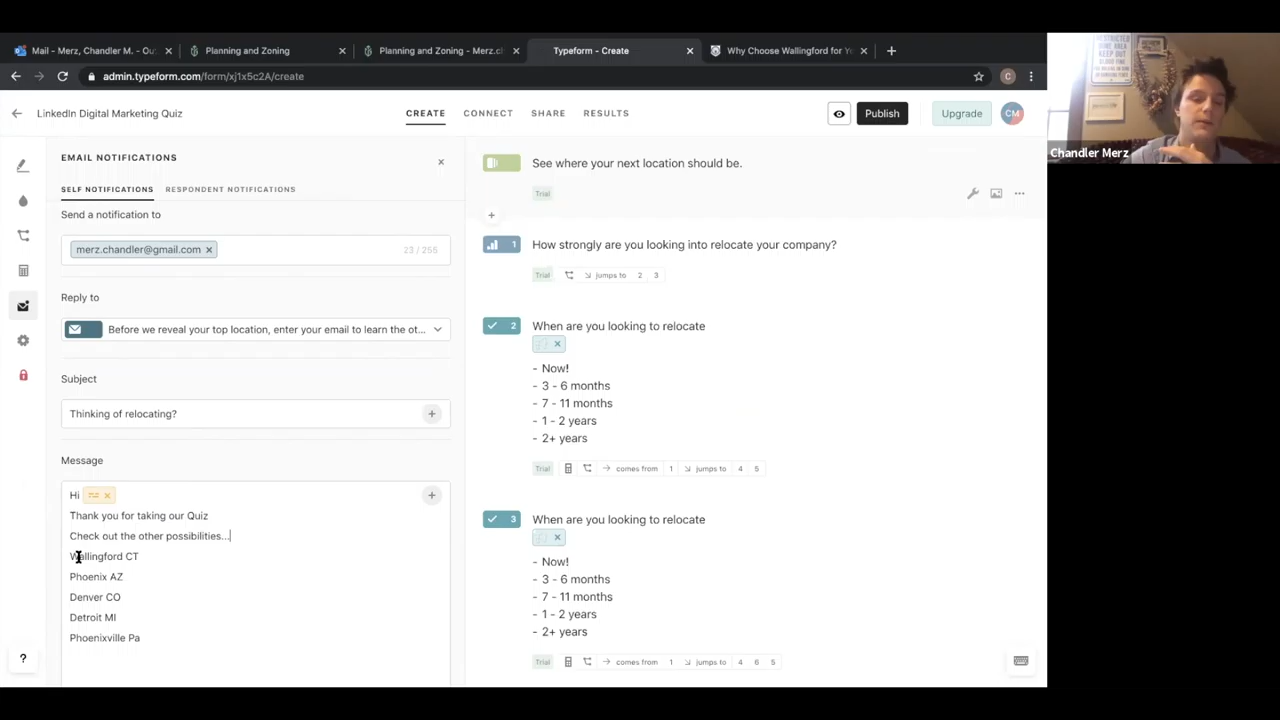 Mail - Merz, Chandler M. - Ou
Planning and Zoning
Planning and Zoning - Merz.cl
Typeform - Create
Why Choose Wallingford for Yo
admin.typeform.com/form/xj1x5c2A/create
C
LinkedIn Digital Marketing Quiz
CREATE
CONNECT
SHARE
RESULTS
Publish
Upgrade
CM
EMAIL NOTIFICATIONS
SELF NOTIFICATIONS
RESPONDENT NOTIFICATIONS
Send a notification to
merz.chandler@gmail.com
23 / 255
Reply to
Before we reveal your top location, enter your email to learn the ot...
Subject
Thinking of relocating?
Message
Hi
Thank you for taking our Quiz
Check out the other possibilities...
Wallingford CT
Phoenix AZ
Denver CO
Detroit MI
Phoenixville Pa
?
See where your next location should be.
Trial
1
How strongly are you looking into relocate your company?
Trial
jumps to 2 3
2
When are you looking to relocate
- Now!
- 3 - 6 months
- 7 - 11 months
- 1 - 2 years
- 2+ years
Trial
comes from 1 jumps to 4 5
3
When are you looking to relocate
- Now!
- 3 - 6 months
- 7 - 11 months
- 1 - 2 years
- 2+ years
Trial
comes from 1 jumps to 4 6 5
RESTRICTED
KEEP
OUT
Chandler Merz